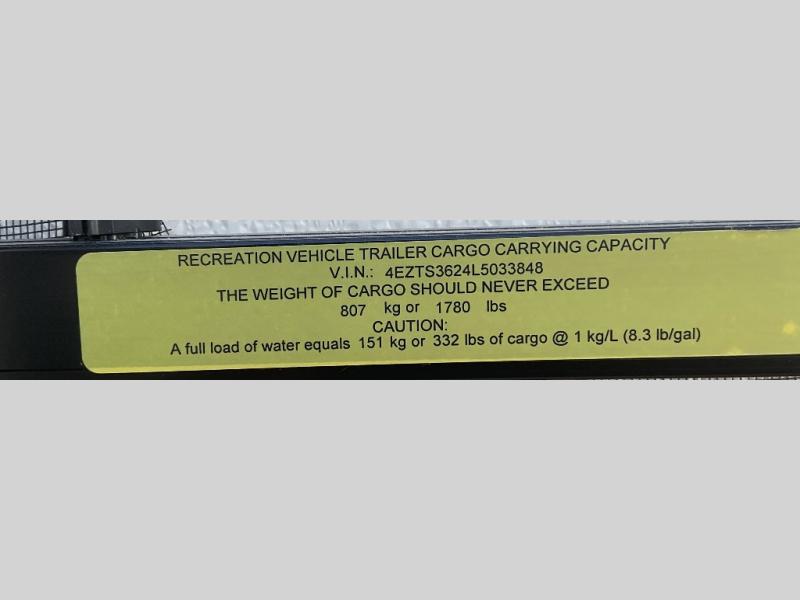 RECREATION VEHICLE TRAILER CARGO CARRYING CAPACITY
V.I.N.: 4EZTS3624L5033848
THE WEIGHT OF CARGO SHOULD NEVER EXCEED
807 kg or 1780 lbs
CAUTION:
A full load of water equals 151 kg or 332 lbs of cargo @ 1 kg/L (8.3 lb/gal)